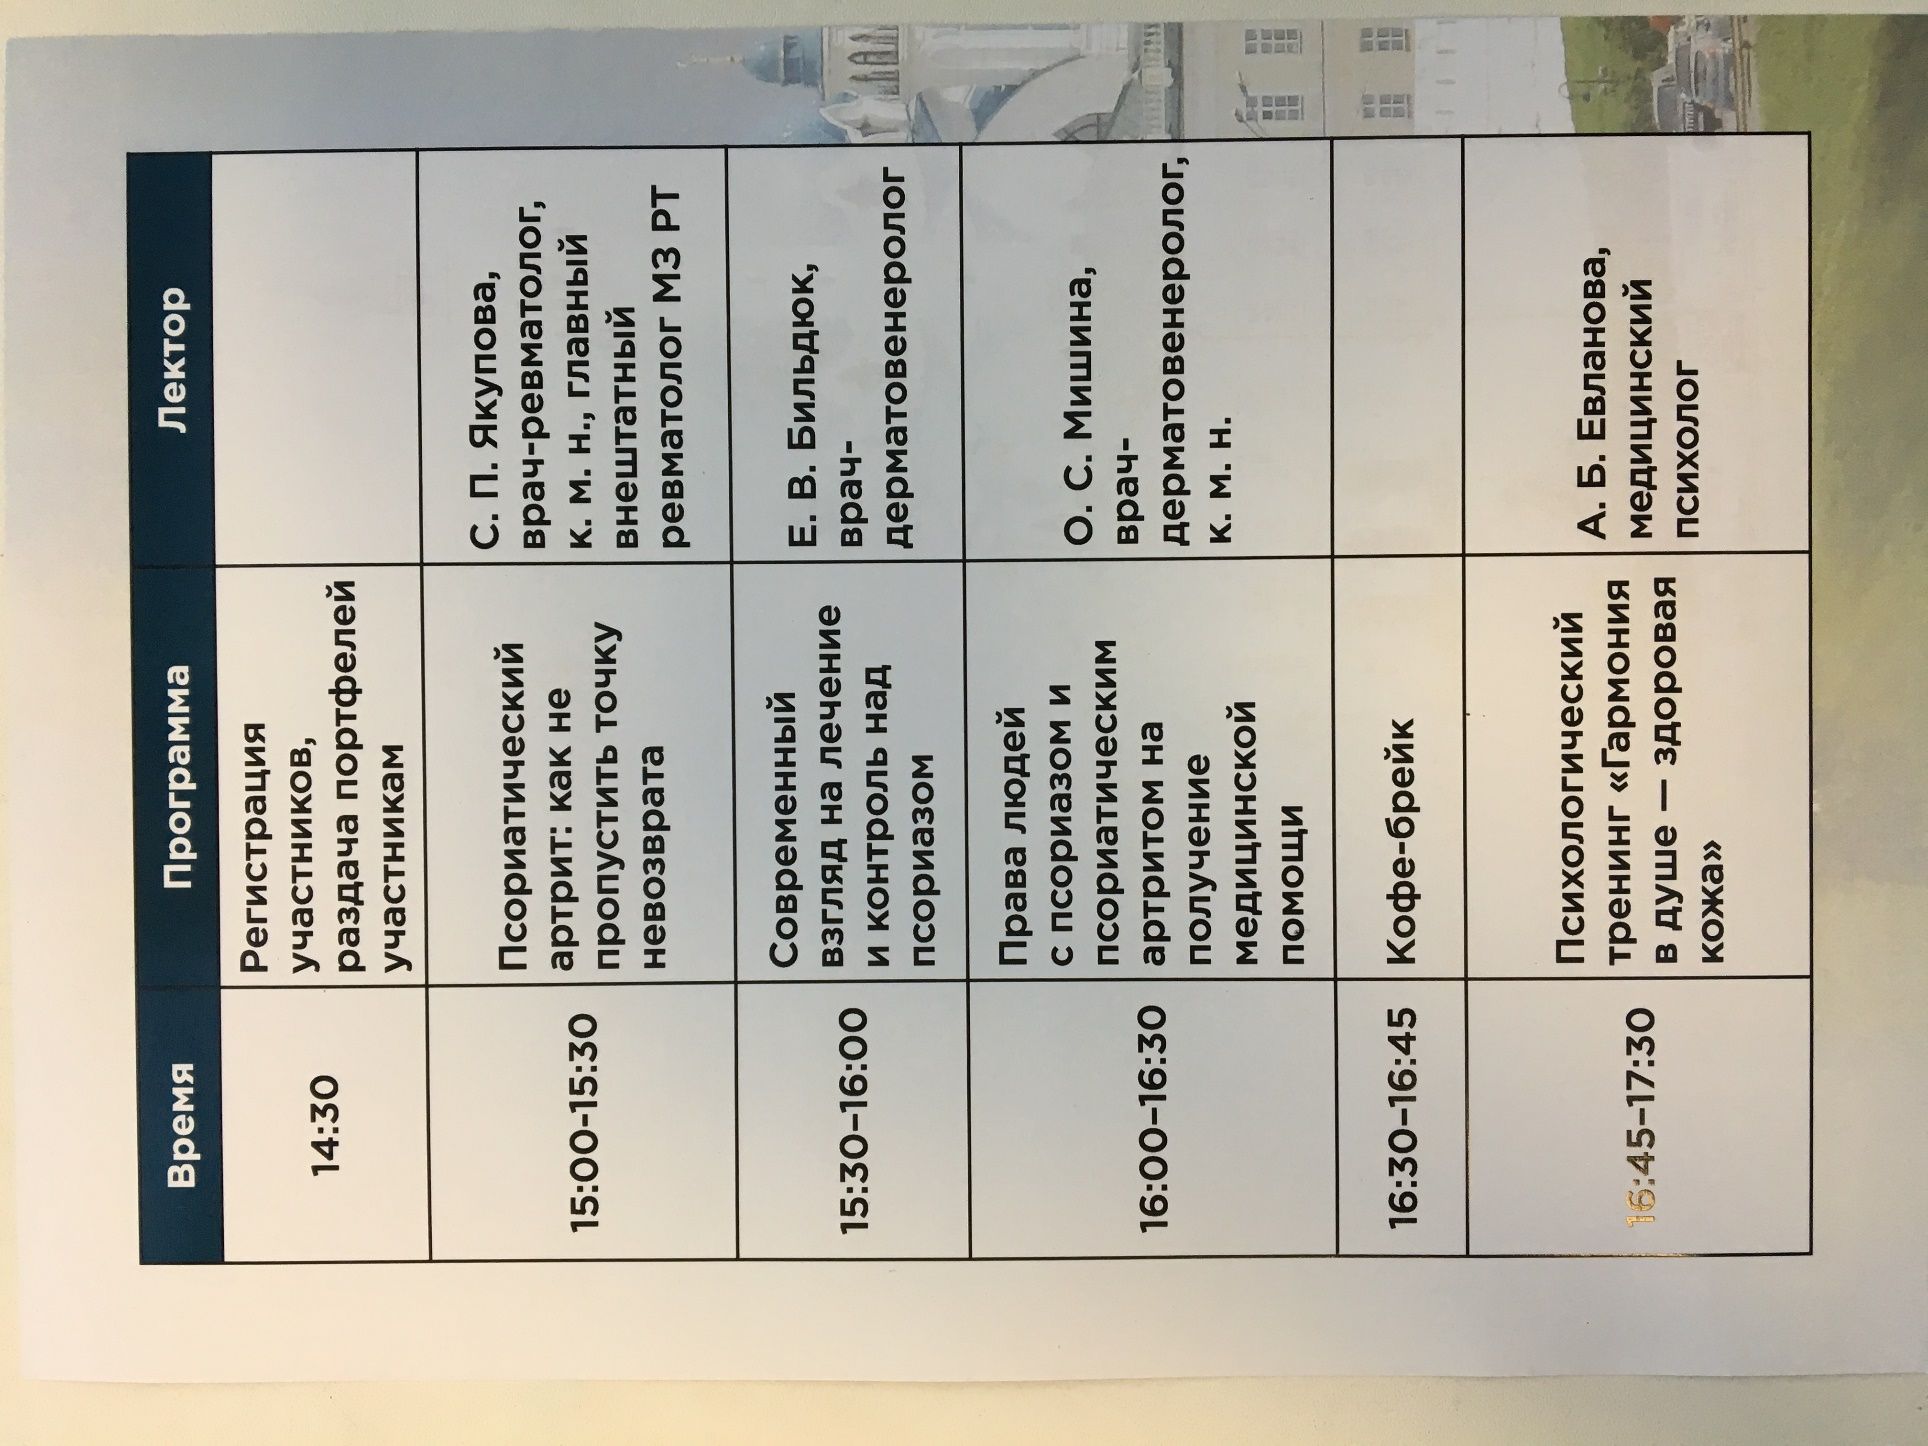 Время Программа Лектор
14:30
Регистрация
участников,
раздача портфелей
участникам
15:00-15:30
Псориатический
артрит: как не
пропустить точку
невозврата
С. П. Якупова,
врач-ревматолог,
к. м. н., главный
внештатный
ревматолог МЗ РТ
15:30–16:00
Современный
взгляд на лечение
и контроль над
псориазом
Е. В. Бильдюк,
врач-
дерматовенеролог
16:00–16:30
Права людей
с псориазом и
псориатическим
артритом на
получение
медицинской
помощи
О. С. Мишина,
врач-
дерматовенеролог,
к. м. н.
16:30–16:45
Кофе-брейк
16:45–17:30
Психологический
тренинг «Гармония
в душе — здоровая
кожа»
А. Б. Евланова,
медицинский
психолог